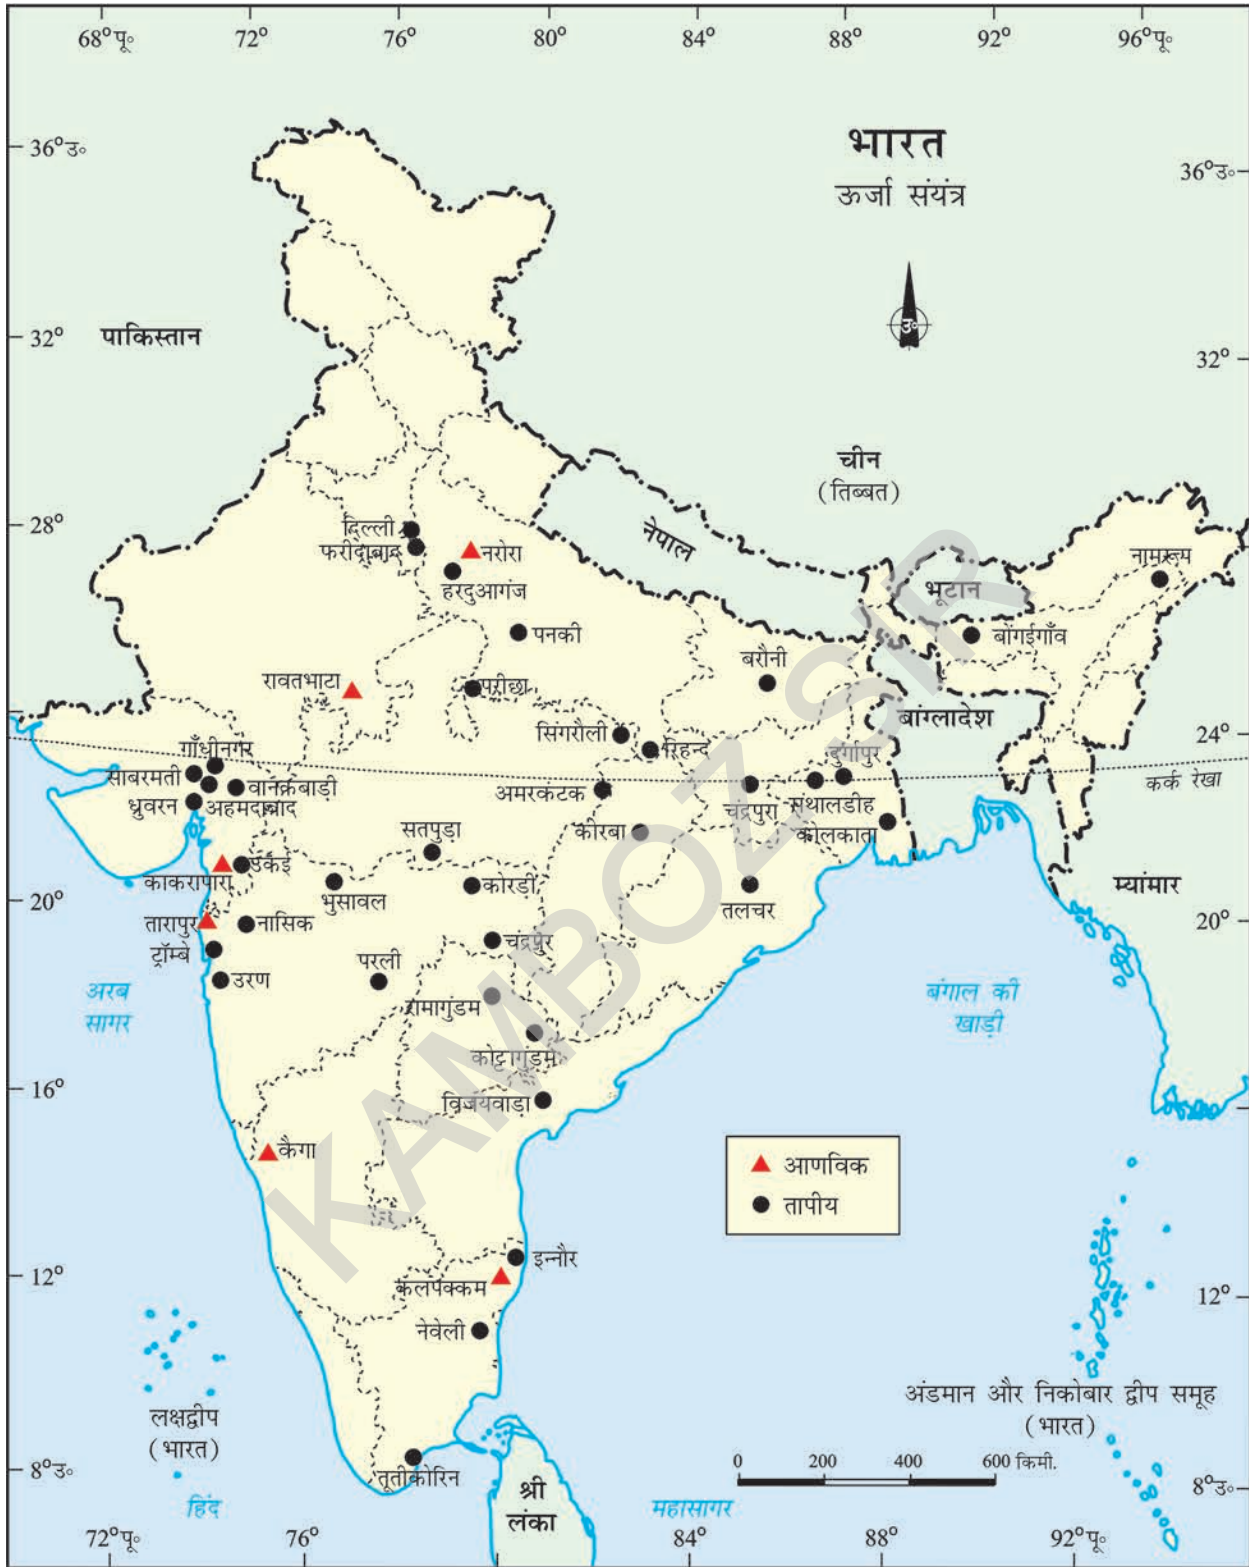 68°पू॰ 72° 76° 80° 84° 88° 92° 96°पू॰
भारत
ऊर्जा संयंत्र
36°उ॰
36°उ॰
उ॰
पाकिस्तान
32°
32°
चीन
(तिब्बत)
नेपाल
28°
28°
दिल्ली
फरीदाबाद
नरोरा
हरदुआगंज
नामरूप
भूटान
पनकी
बोंगईगाँव
बरौनी
रावतभाटा
परीछा
सिंगरौली
रिहन्द
बांग्लादेश
24°
दुर्गापुर
गाँधीनगर
साबरमती
वानकबाड़ी
ध्रुवरन
अहमदाबाद
अमरकंटक
चंद्रपुरा
संथालडीह
कर्क रेखा
कोलकाता
सतपुड़ा
कोरबा
उकई
काकरापारा
भुसावल
कोरडी
म्यांमार
20°
20°
तलचर
तारापुर
नासिक
ट्रॉम्बे
चंद्रपुर
परली
उरण
रामागुंडम
अरब
सागर
बंगाल की
खाड़ी
कोट्टागुंडम
16°
विजयवाड़ा
कैगा
आणविक
तापीय
इन्नौर
12°
12°
कलपक्कम
नेवेली
लक्षद्वीप
(भारत)
अंडमान और निकोबार द्वीप समूह
(भारत)
0 200 400 600 किमी.
8°उ॰
8°उ॰
तूतीकोरिन
श्री
लंका
हिंद
महासागर
72°पू॰ 76° 84° 88° 92°पू॰
KAMBOZ SIR